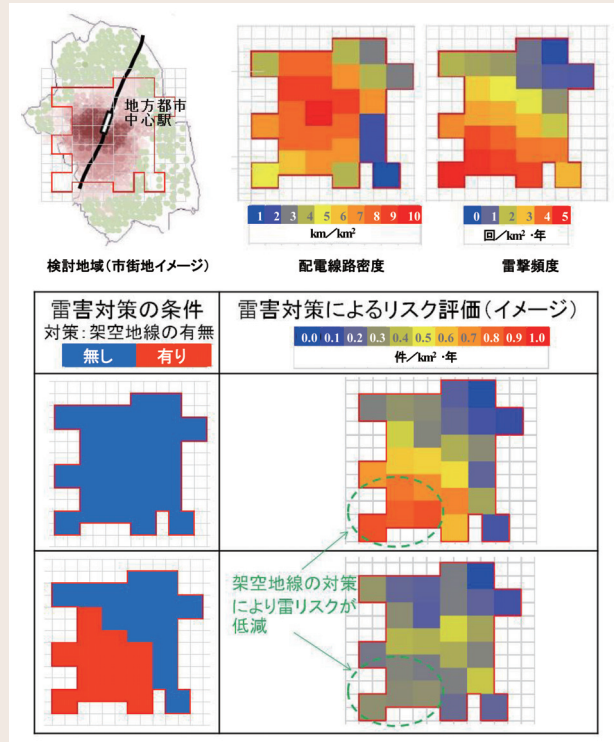 地方都市
中心駅
1 2 3 4 5 6 7 8 9 10
km/km²
0 1 2 3 4 5
回/km²・年
検討地域(市街地イメージ)
配電線路密度
雷撃頻度
雷害対策の条件
対策:架空地線の有無
無し 有り
雷害対策によるリスク評価(イメージ)
0.0 0.1 0.2 0.3 0.4 0.5 0.6 0.7 0.8 0.9 1.0
件/km²・年
架空地線の対策
により雷リスクが
低減